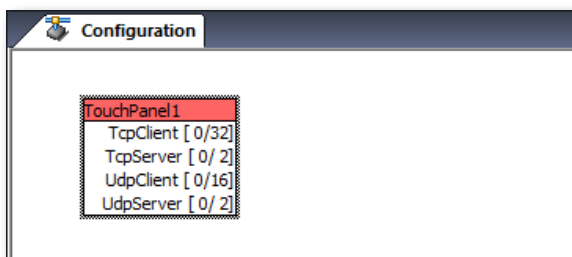 Configuration
TouchPanel1
TcpClient [ 0/32]
TcpServer [ 0/ 2]
UdpClient [ 0/16]
UdpServer [ 0/ 2]